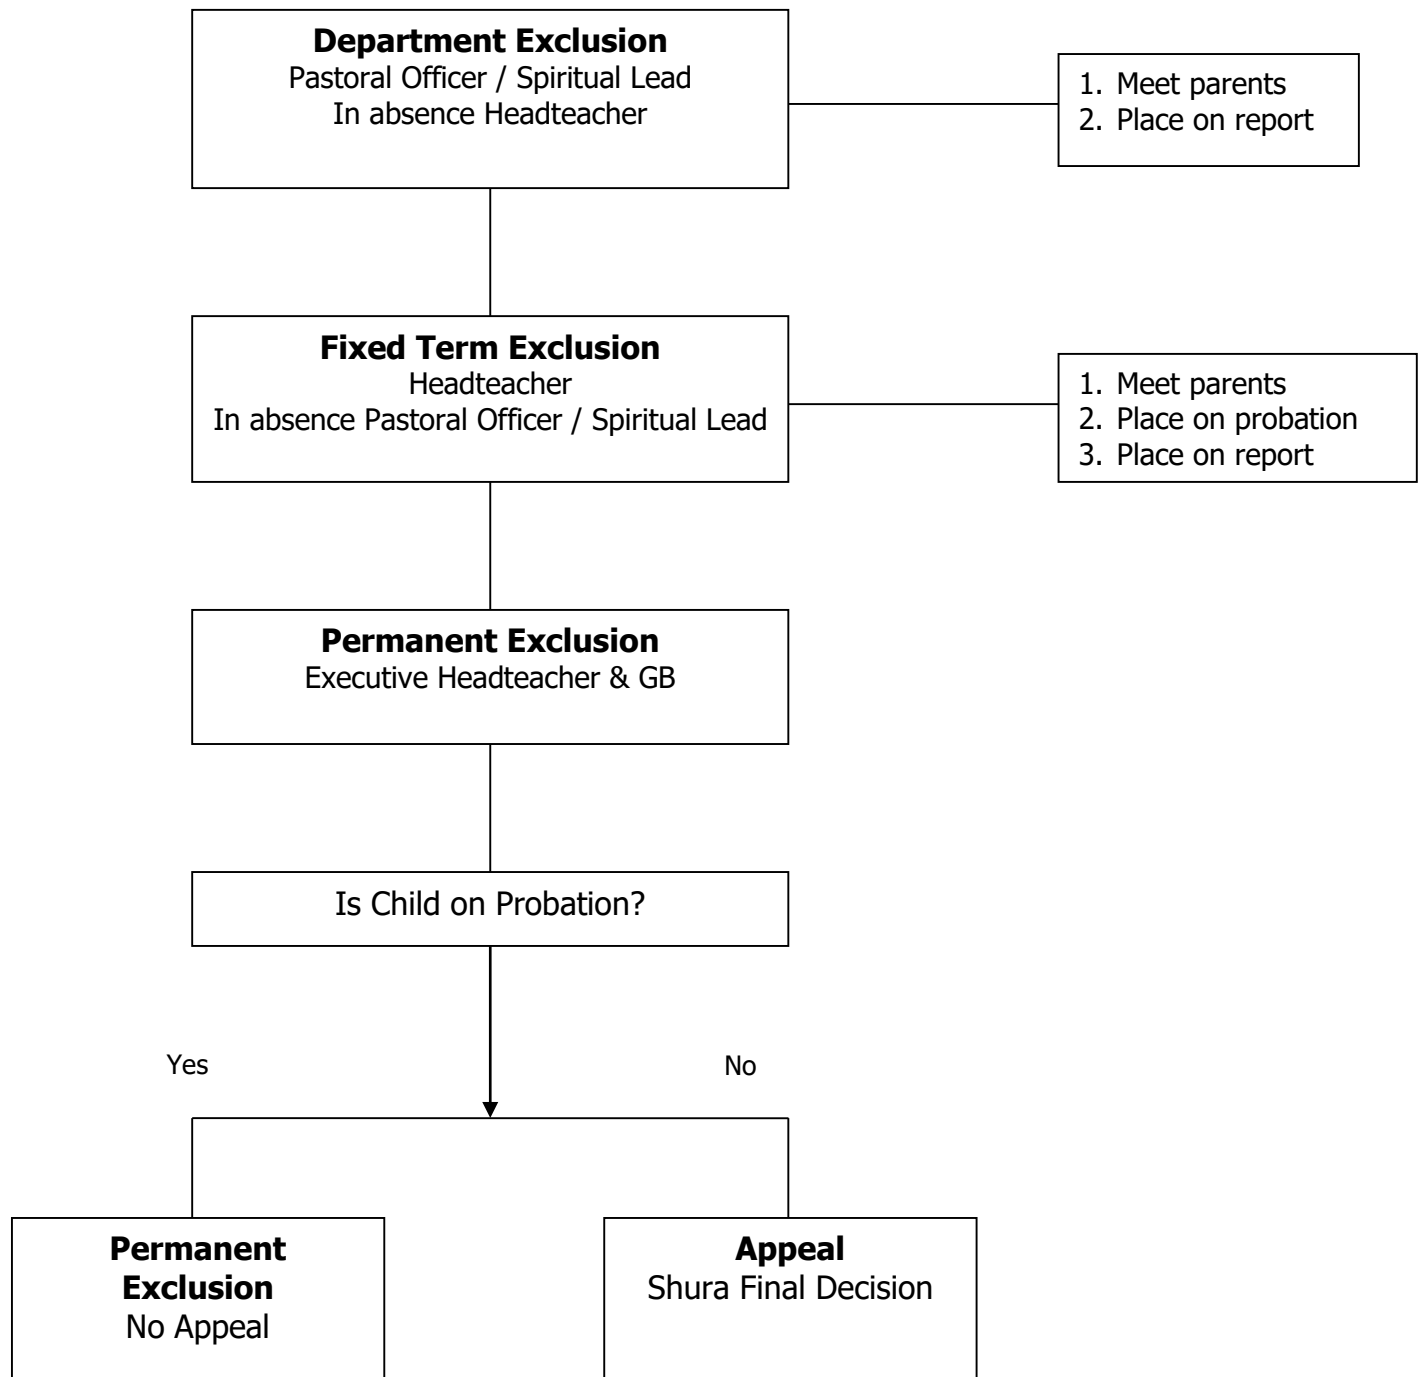 Department Exclusion
Pastoral Officer / Spiritual Lead
In absence Headteacher
1. Meet parents
2. Place on report
Fixed Term Exclusion
Headteacher
In absence Pastoral Officer / Spiritual Lead
1. Meet parents
2. Place on probation
3. Place on report
Permanent Exclusion
Executive Headteacher & GB
Is Child on Probation?
Yes
No
Permanent
Exclusion
No Appeal
Appeal
Shura Final Decision